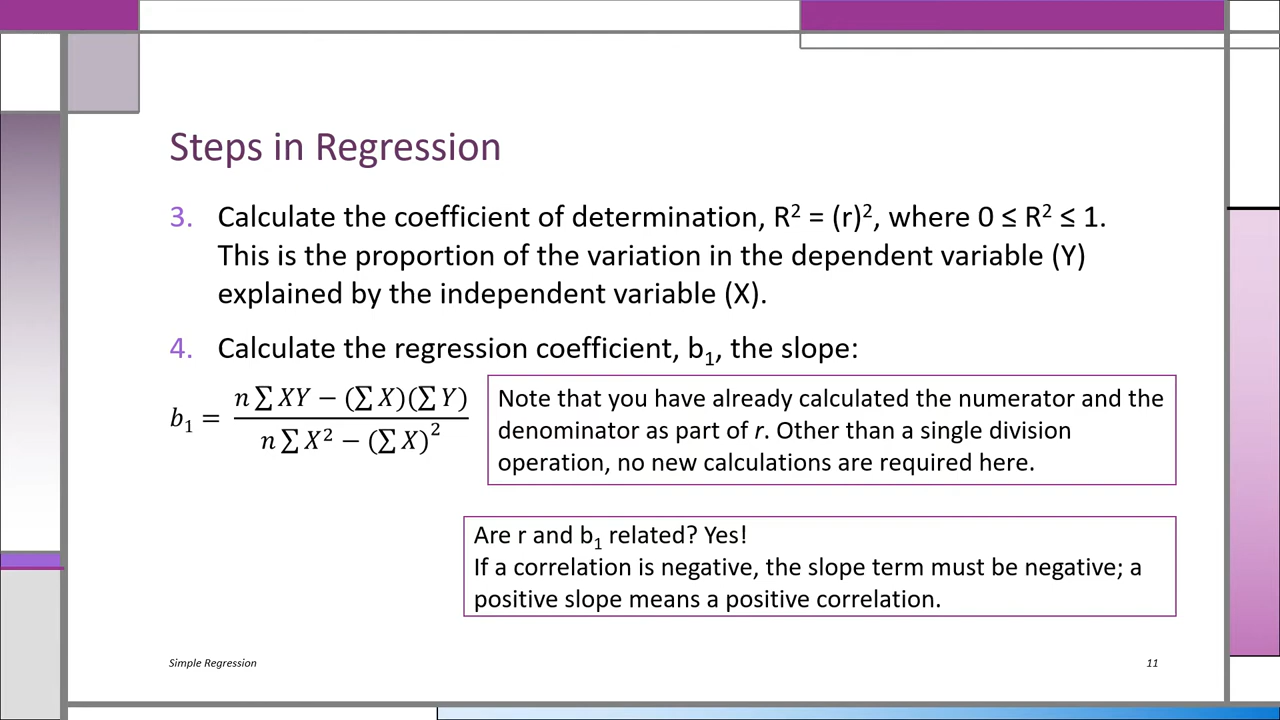 Steps in Regression
3. Calculate the coefficient of determination, R² = (r)², where 0 ≤ R² ≤ 1.
This is the proportion of the variation in the dependent variable (Y)
explained by the independent variable (X).
4. Calculate the regression coefficient, b₁, the slope:
b₁ = (n∑XY − (∑X)(∑Y)) / (n∑X² − (∑X)²)
Note that you have already calculated the numerator and the
denominator as part of r. Other than a single division
operation, no new calculations are required here.
Are r and b₁ related? Yes!
If a correlation is negative, the slope term must be negative; a
positive slope means a positive correlation.
Simple Regression
11